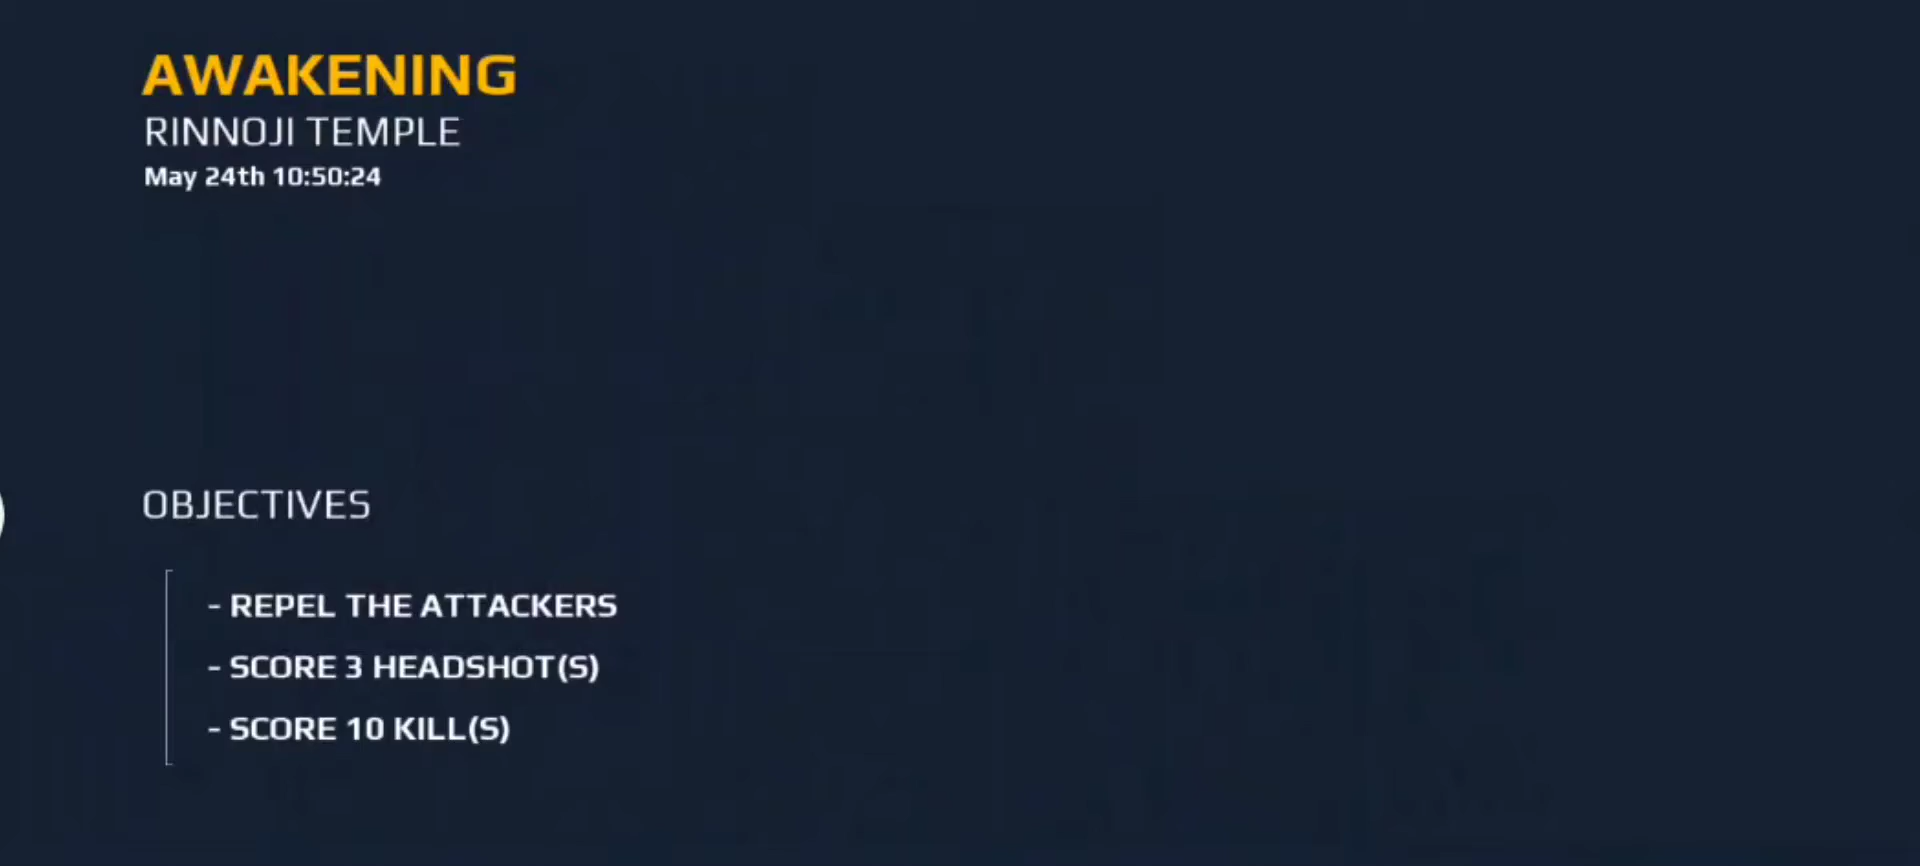 AWAKENING
RINNOJI TEMPLE
May 24th 10:50:24
OBJECTIVES
- REPEL THE ATTACKERS
- SCORE 3 HEADSHOT(S)
- SCORE 10 KILL(S)